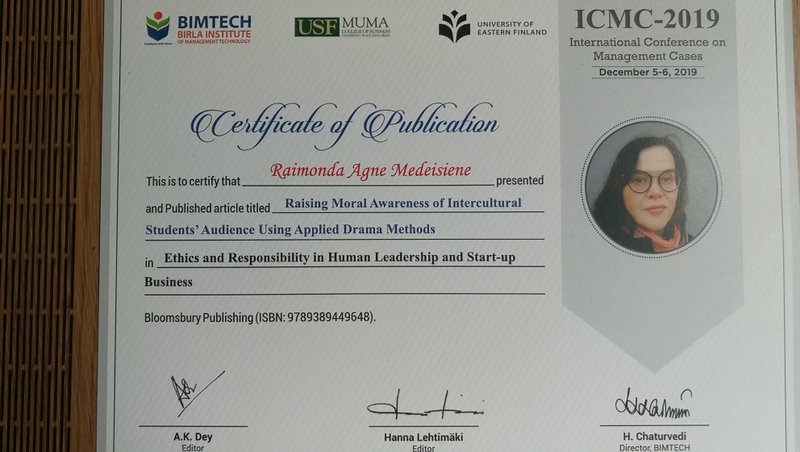 BIMTECH
BIRLA INSTITUTE
OF MANAGEMENT TECHNOLOGY
USF MUMA
COLLEGE OF BUSINESS
UNIVERSITY OF
EASTERN FINLAND
ICMC-2019
International Conference on
Management Cases
December 5-6, 2019
Certificate of Publication
This is to certify that Raimonda Agne Medeisiene presented
and Published article titled Raising Moral Awareness of Intercultural
Students' Audience Using Applied Drama Methods
in Ethics and Responsibility in Human Leadership and Start-up
Business
Bloomsbury Publishing (ISBN: 9789389449648).
A.K. Dey
Editor
Hanna Lehtimäki
Editor
H. Chaturvedi
Director, BIMTECH